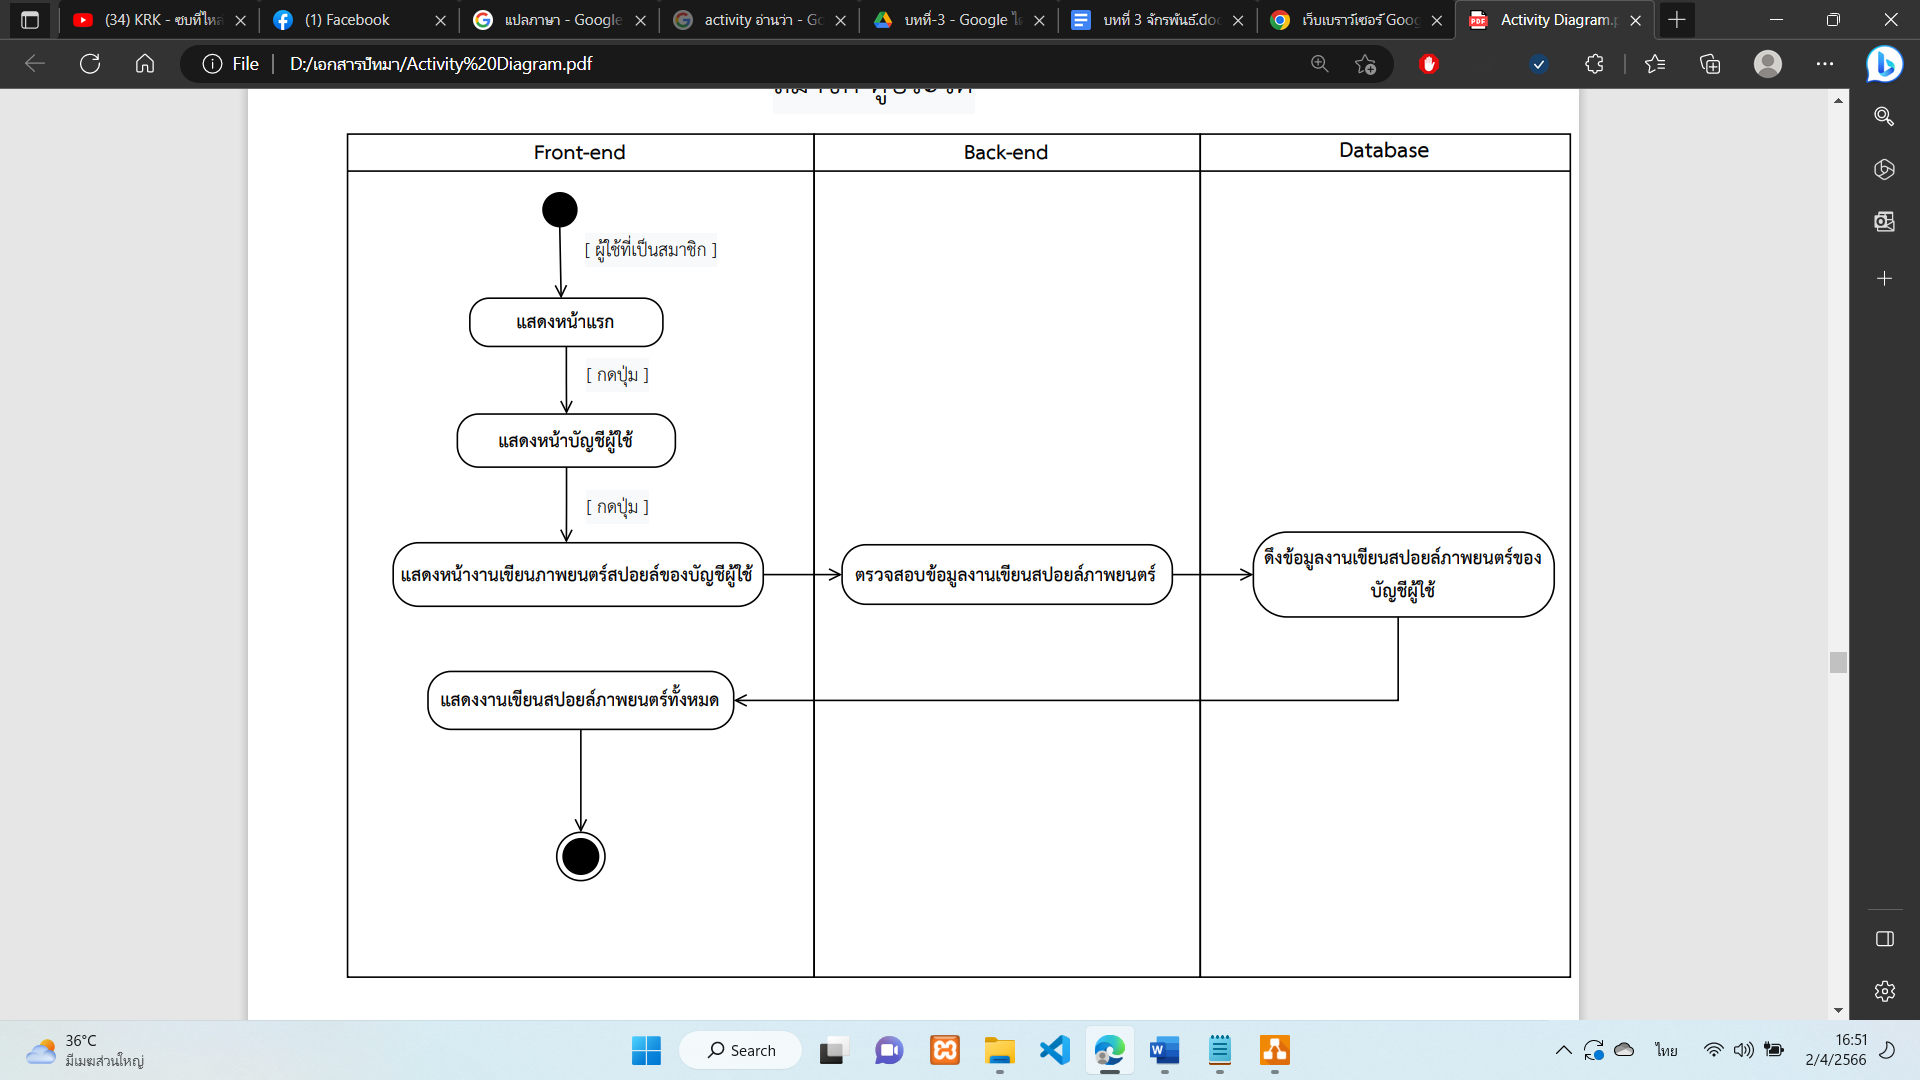 (34) KRK - ซบที่ไหล
(1) Facebook
แปลภาษา - Google
activity อ่านว่า - Go
บทที่-3 - Google ไ
บทที่ 3 จักรพันธ์.doc
เว็บเบราว์เซอร์ Goog
Activity Diagram.p
File
D:/เอกสารปัทมา/Activity%20Diagram.pdf
Front-end
Back-end
Database
[ ผู้ใช้ที่เป็นสมาชิก ]
แสดงหน้าแรก
[ กดปุ่ม ]
แสดงหน้าบัญชีผู้ใช้
[ กดปุ่ม ]
แสดงหน้างานเขียนภาพยนตร์สปอยล์ของบัญชีผู้ใช้
ตรวจสอบข้อมูลงานเขียนสปอยล์ภาพยนตร์
ดึงข้อมูลงานเขียนสปอยล์ภาพยนตร์ของ
บัญชีผู้ใช้
แสดงงานเขียนสปอยล์ภาพยนตร์ทั้งหมด
36°C
มีเมฆส่วนใหญ่
Search
ไทย
16:51
2/4/2566